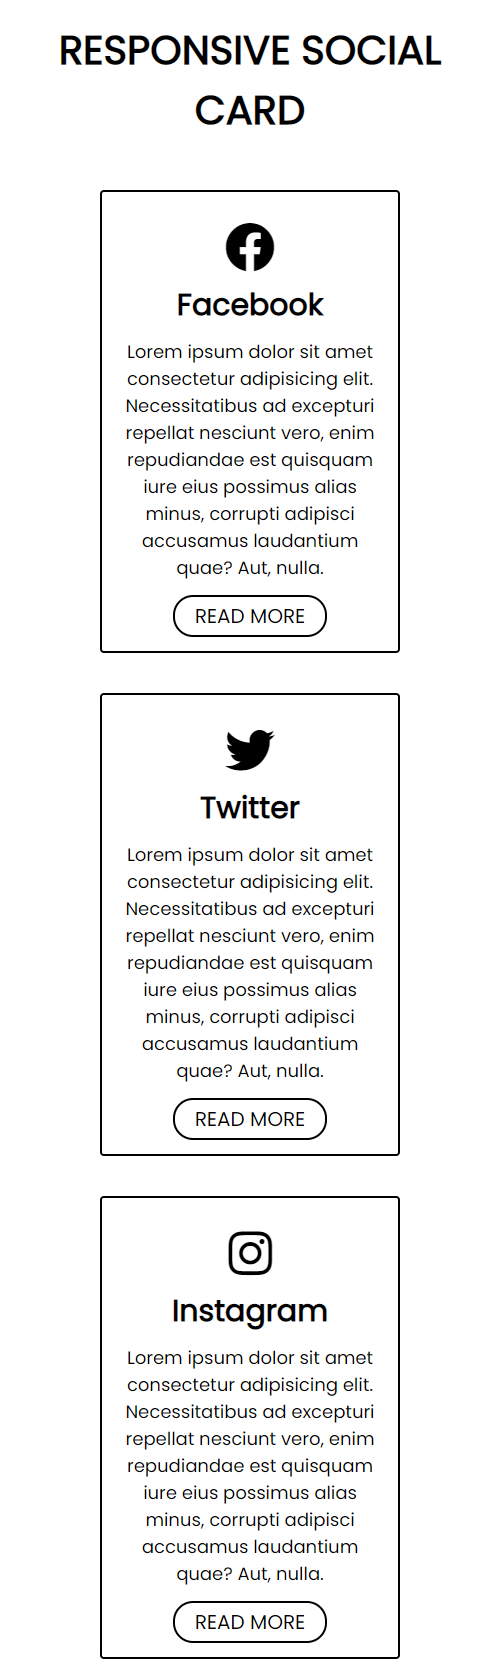 RESPONSIVE SOCIAL
CARD
Facebook
Lorem ipsum dolor sit amet
consectetur adipisicing elit.
Necessitatibus ad excepturi
repellat nesciunt vero, enim
repudiandae est quisquam
iure eius possimus alias
minus, corrupti adipisci
accusamus laudantium
quae? Aut, nulla.
READ MORE
Twitter
Lorem ipsum dolor sit amet
consectetur adipisicing elit.
Necessitatibus ad excepturi
repellat nesciunt vero, enim
repudiandae est quisquam
iure eius possimus alias
minus, corrupti adipisci
accusamus laudantium
quae? Aut, nulla.
READ MORE
Instagram
Lorem ipsum dolor sit amet
consectetur adipisicing elit.
Necessitatibus ad excepturi
repellat nesciunt vero, enim
repudiandae est quisquam
iure eius possimus alias
minus, corrupti adipisci
accusamus laudantium
quae? Aut, nulla.
READ MORE